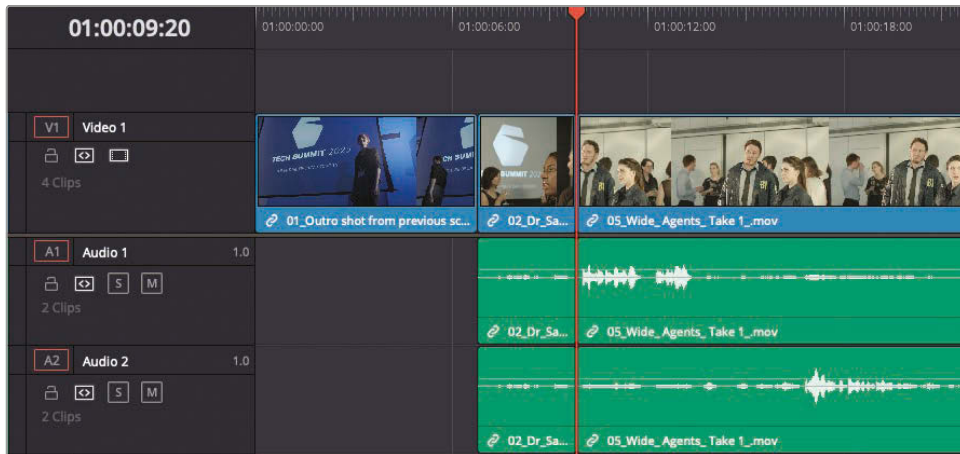 01:00:09:20
01:00:00:00
01:00:06:00
01:00:12:00
01:00:18:00
V1 Video 1
4 Clips
TECH SUMMIT 2025
SUMMIT 202
01_Outro shot from previous sc...
02_Dr_Sa...
05_Wide_Agents_Take 1_.mov
A1 Audio 1 1.0
S M
2 Clips
02_Dr_Sa...
05_Wide_Agents_Take 1_.mov
A2 Audio 2 1.0
S M
2 Clips
02_Dr_Sa...
05_Wide_Agents_Take 1_.mov